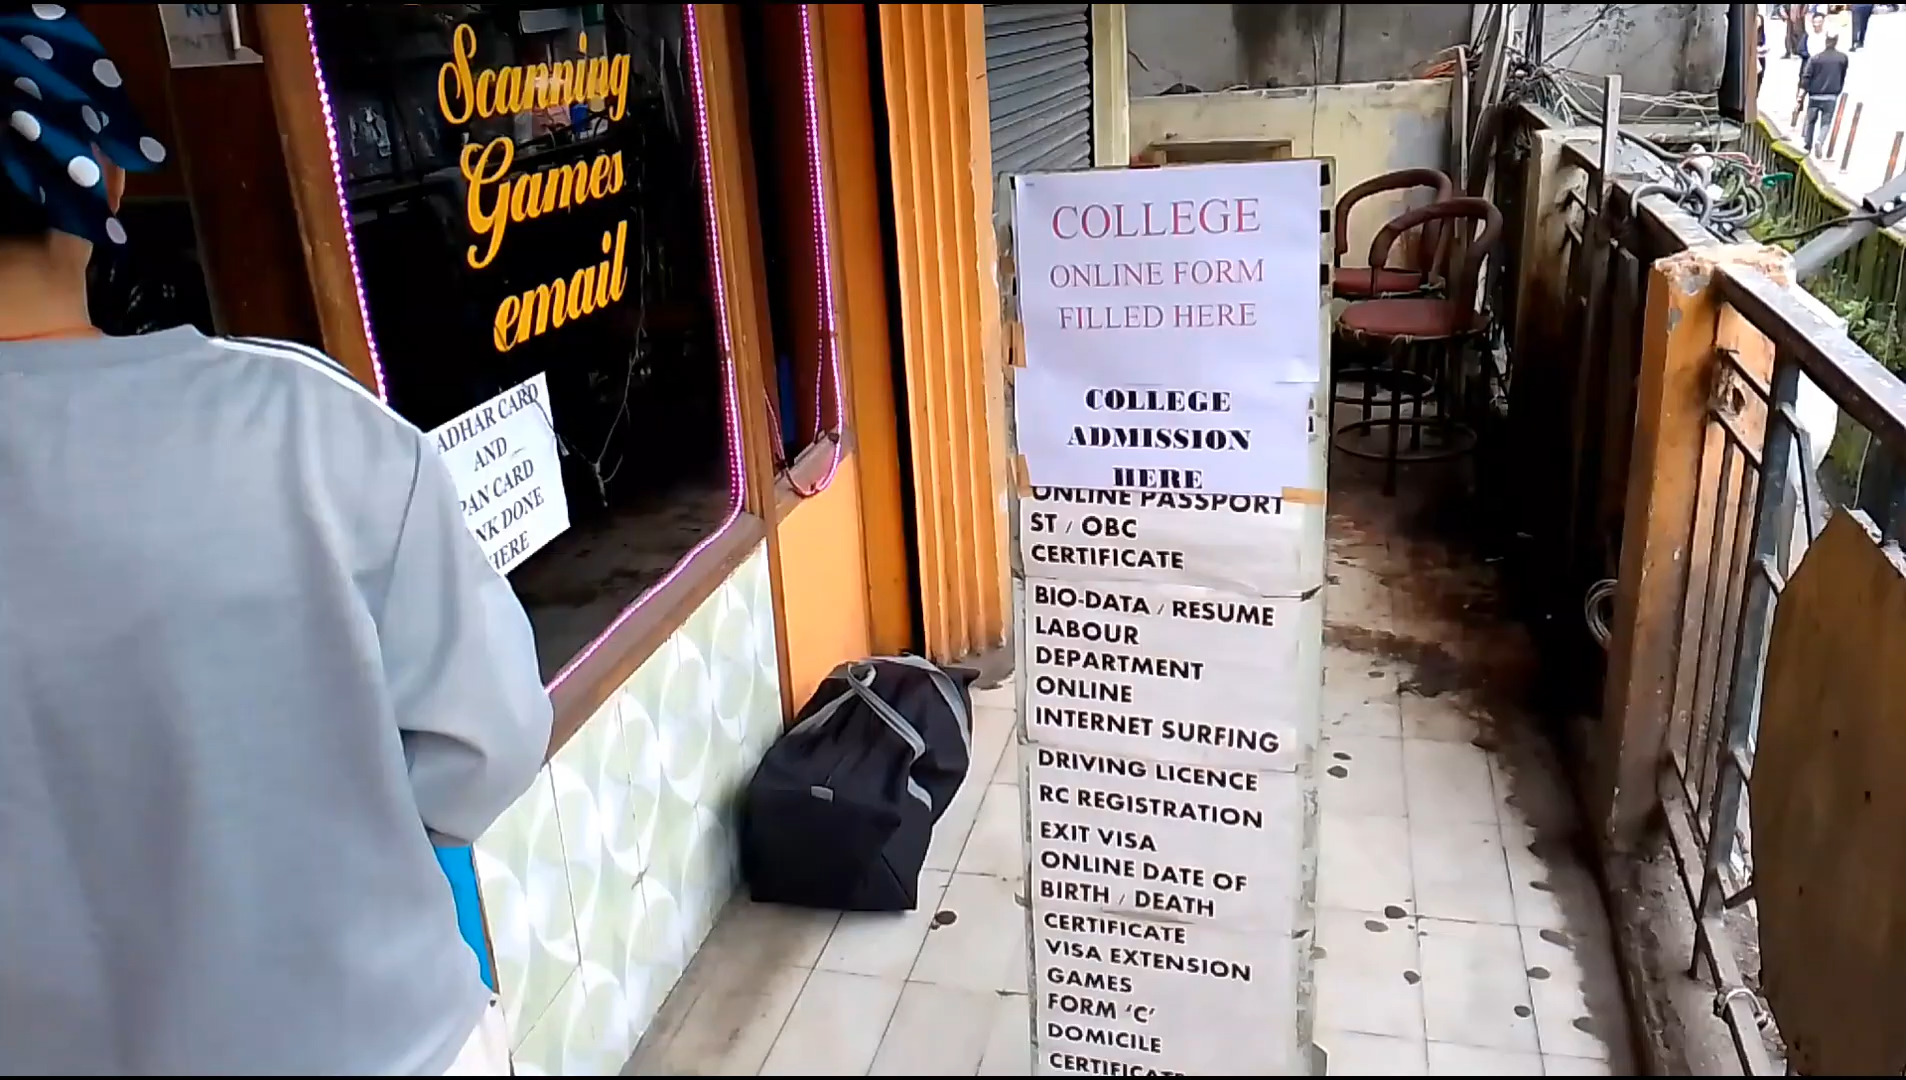 NO
Scanning
Games
email
ADHAR CARD
AND
PAN CARD
DONE
HERE
COLLEGE
ONLINE FORM
FILLED HERE
COLLEGE
ADMISSION
HERE
ONLINE PASSPORT
ST / OBC
CERTIFICATE
BIO-DATA / RESUME
LABOUR
DEPARTMENT
ONLINE
INTERNET SURFING
DRIVING LICENCE
RC REGISTRATION
EXIT VISA
ONLINE DATE OF
BIRTH / DEATH
CERTIFICATE
VISA EXTENSION
GAMES
FORM ‘C’
DOMICILE
CERTIFICATE